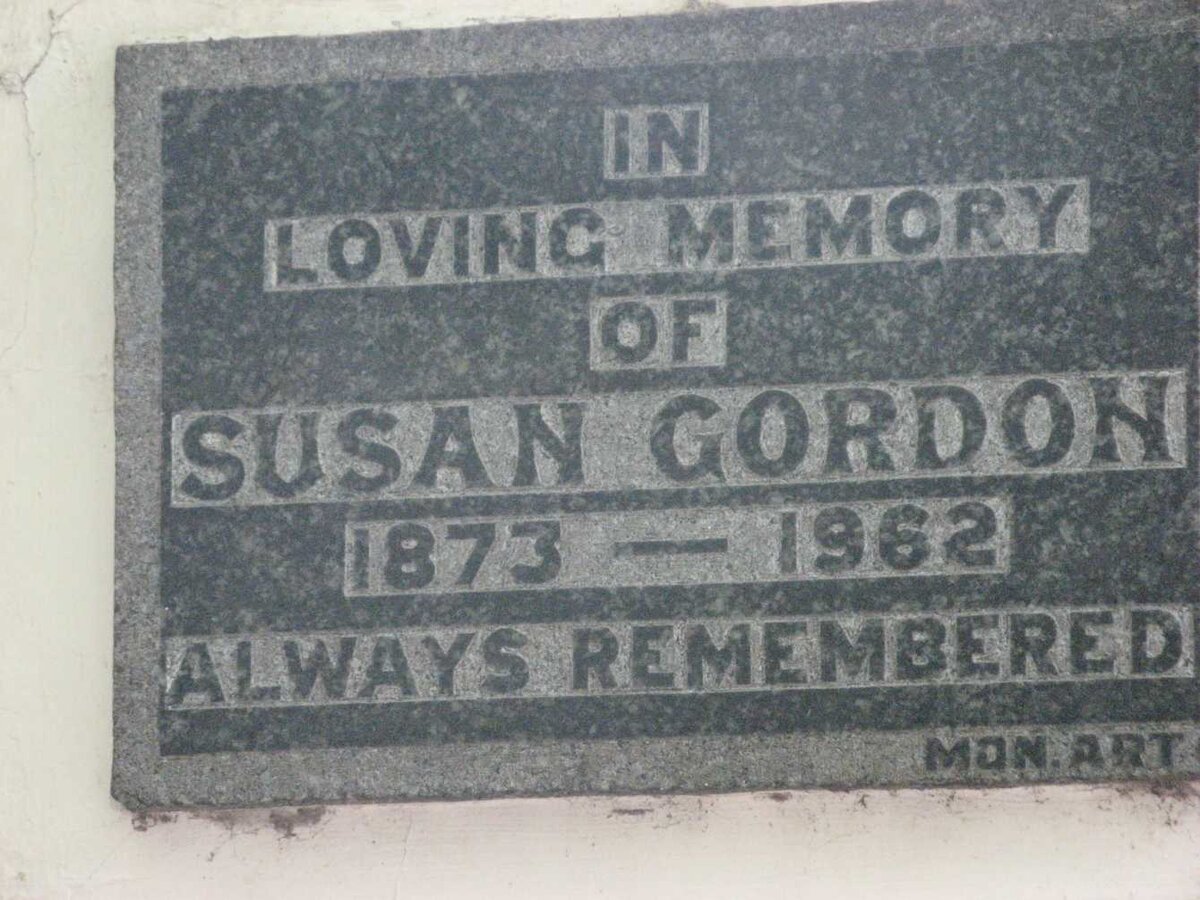 IN
LOVING MEMORY
OF
SUSAN GORDON
1873 — 1962
ALWAYS REMEMBERED
MON. ART